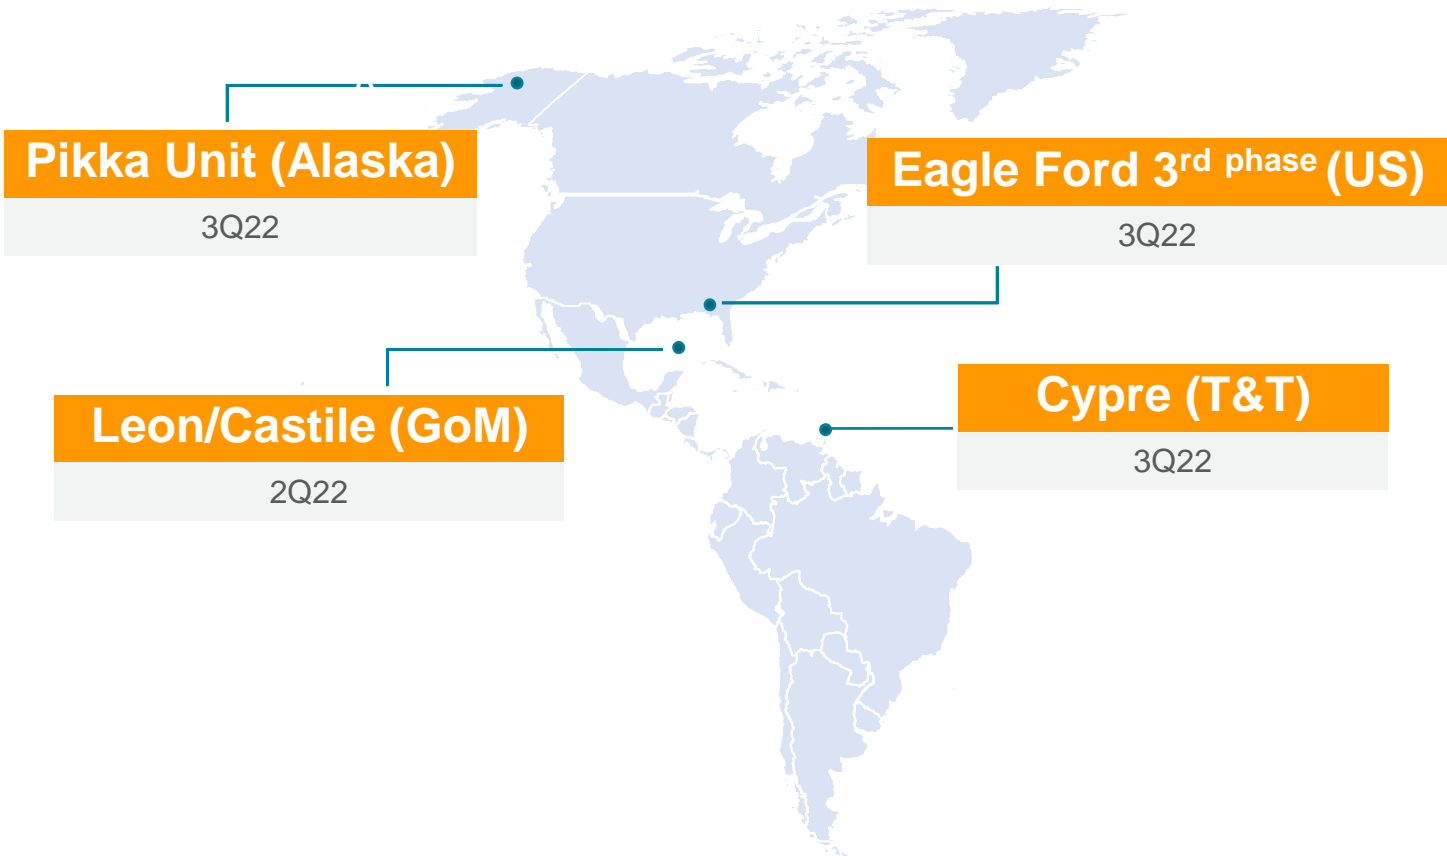 Pikka Unit (Alaska)
3Q22
Eagle Ford 3rd phase (US)
3Q22
Leon/Castile (GoM)
2Q22
Cypre (T&T)
3Q22